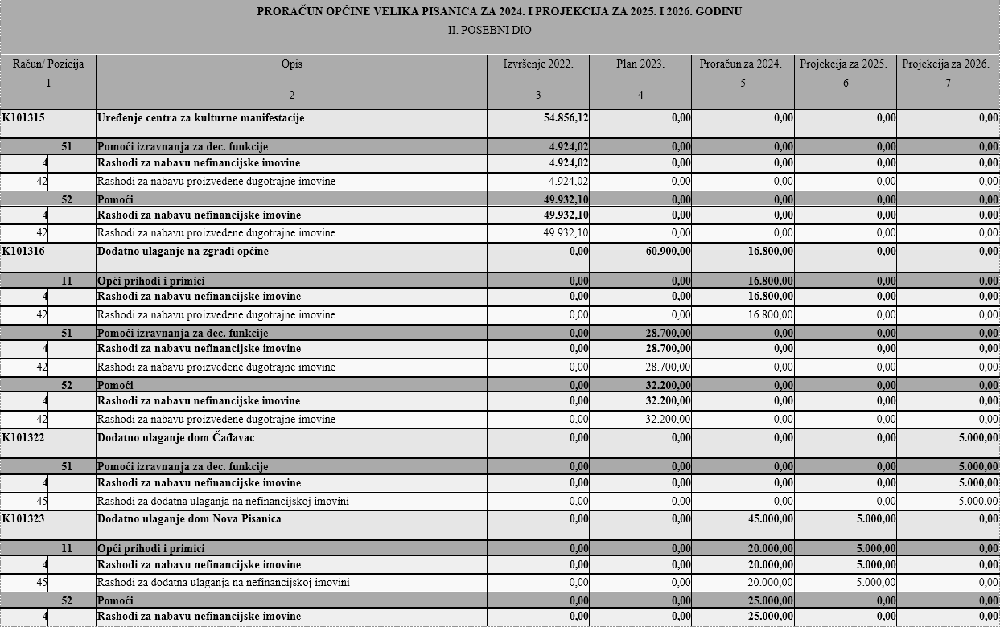 PRORAČUN OPĆINE VELIKA PISANICA ZA 2024. I PROJEKCIJA ZA 2025. I 2026. GODINU
II. POSEBNI DIO
Račun/ Pozicija Opis Izvršenje 2022. Plan 2023. Proračun za 2024. Projekcija za 2025. Projekcija za 2026.
1 2 3 4 5 6 7
K101315 Uređenje centra za kulturne manifestacije 54.856,12 0,00 0,00 0,00 0,00
51 Pomoći izravnanja za dec. funkcije 4.924,02 0,00 0,00 0,00 0,00
4 Rashodi za nabavu nefinancijske imovine 4.924,02 0,00 0,00 0,00 0,00
42 Rashodi za nabavu proizvedene dugotrajne imovine 4.924,02 0,00 0,00 0,00 0,00
52 Pomoći 49.932,10 0,00 0,00 0,00 0,00
4 Rashodi za nabavu nefinancijske imovine 49.932,10 0,00 0,00 0,00 0,00
42 Rashodi za nabavu proizvedene dugotrajne imovine 49.932,10 0,00 0,00 0,00 0,00
K101316 Dodatno ulaganje na zgradi općine 0,00 60.900,00 16.800,00 0,00 0,00
11 Opći prihodi i primici 0,00 0,00 16.800,00 0,00 0,00
4 Rashodi za nabavu nefinancijske imovine 0,00 0,00 16.800,00 0,00 0,00
42 Rashodi za nabavu proizvedene dugotrajne imovine 0,00 0,00 16.800,00 0,00 0,00
51 Pomoći izravnanja za dec. funkcije 0,00 28.700,00 0,00 0,00 0,00
4 Rashodi za nabavu nefinancijske imovine 0,00 28.700,00 0,00 0,00 0,00
42 Rashodi za nabavu proizvedene dugotrajne imovine 0,00 28.700,00 0,00 0,00 0,00
52 Pomoći 0,00 32.200,00 0,00 0,00 0,00
4 Rashodi za nabavu nefinancijske imovine 0,00 32.200,00 0,00 0,00 0,00
42 Rashodi za nabavu proizvedene dugotrajne imovine 0,00 32.200,00 0,00 0,00 0,00
K101322 Dodatno ulaganje dom Čađavac 0,00 0,00 0,00 0,00 5.000,00
51 Pomoći izravnanja za dec. funkcije 0,00 0,00 0,00 0,00 5.000,00
4 Rashodi za nabavu nefinancijske imovine 0,00 0,00 0,00 0,00 5.000,00
45 Rashodi za dodatna ulaganja na nefinancijskoj imovini 0,00 0,00 0,00 0,00 5.000,00
K101323 Dodatno ulaganje dom Nova Pisanica 0,00 0,00 45.000,00 5.000,00 0,00
11 Opći prihodi i primici 0,00 0,00 20.000,00 5.000,00 0,00
4 Rashodi za nabavu nefinancijske imovine 0,00 0,00 20.000,00 5.000,00 0,00
45 Rashodi za dodatna ulaganja na nefinancijskoj imovini 0,00 0,00 20.000,00 5.000,00 0,00
52 Pomoći 0,00 0,00 25.000,00 0,00 0,00
4 Rashodi za nabavu nefinancijske imovine 0,00 0,00 25.000,00 0,00 0,00